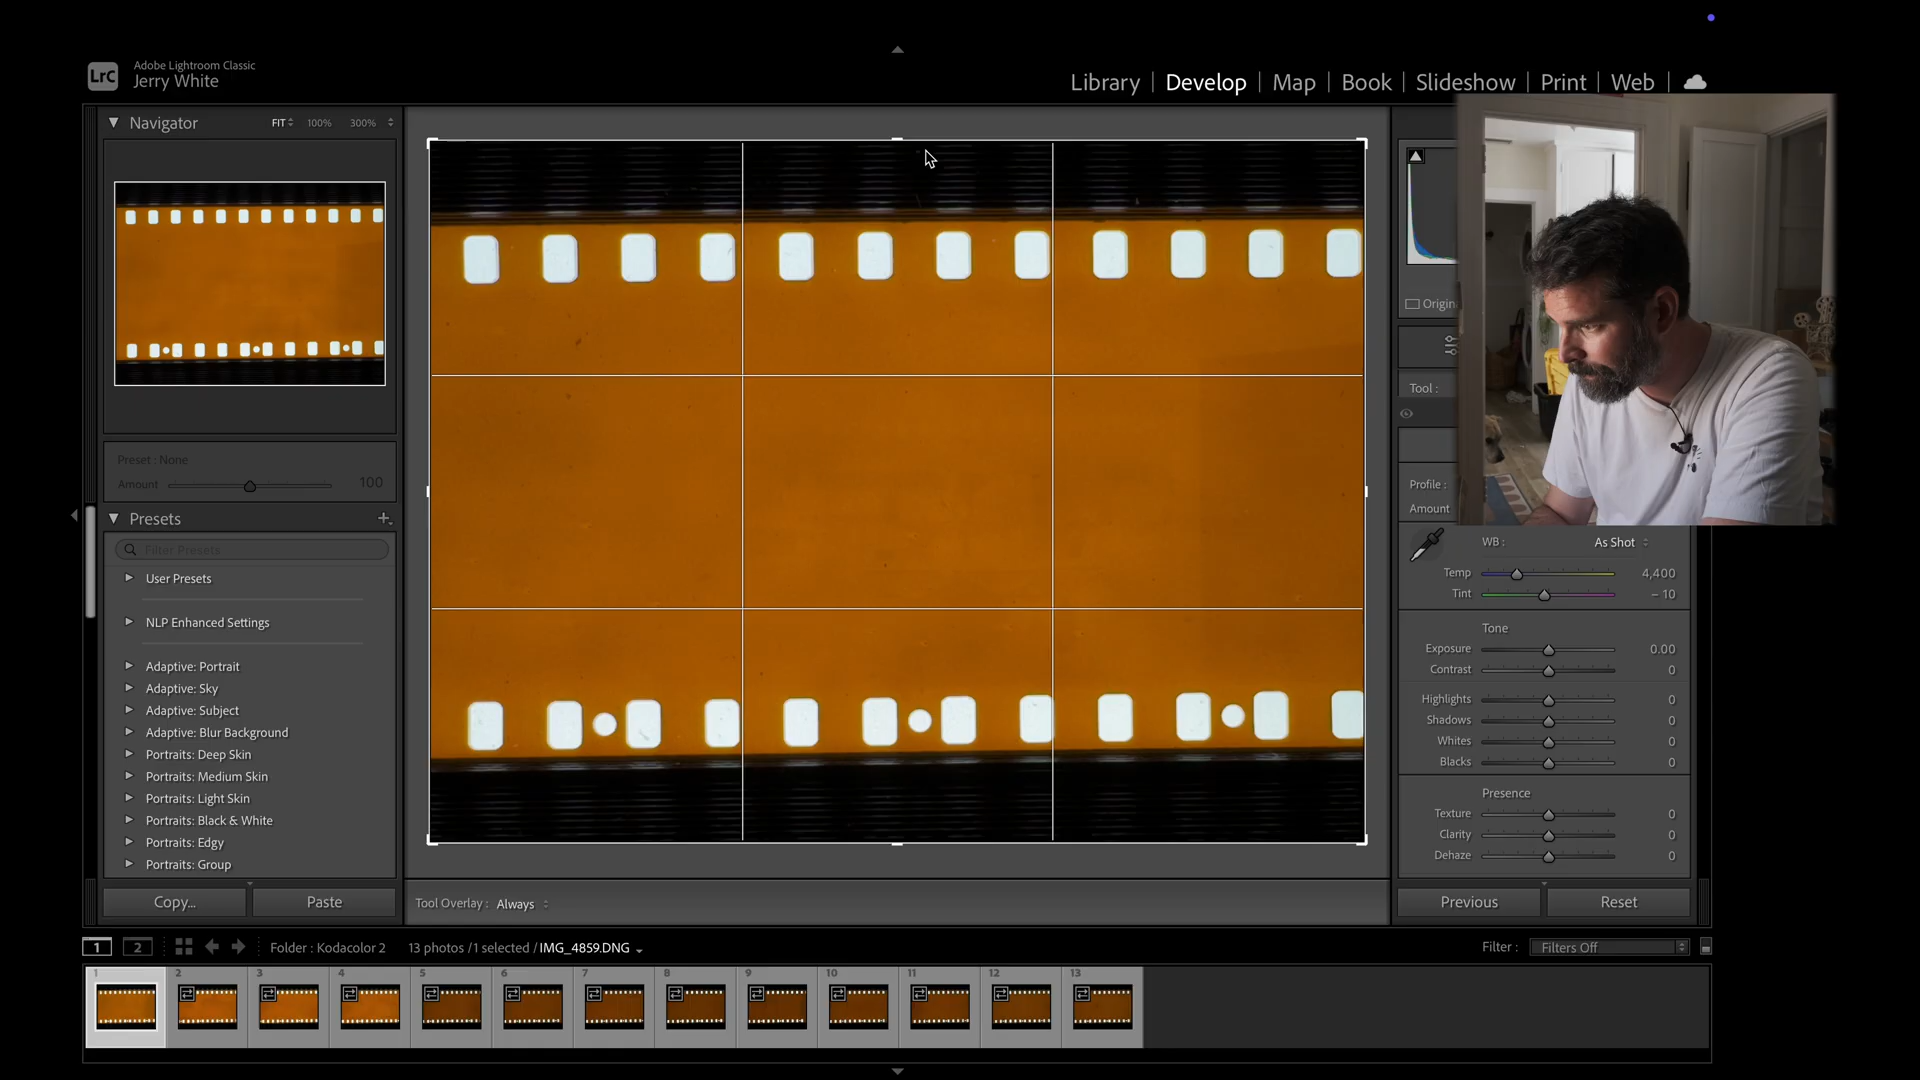 LrC
Adobe Lightroom Classic
Jerry White
Library | Develop | Map | Book | Slideshow | Print | Web
Navigator
FIT 100% 300%
Preset : None
Amount 100
Presets
Filter Presets
User Presets
NLP Enhanced Settings
Adaptive: Portrait
Adaptive: Sky
Adaptive: Subject
Adaptive: Blur Background
Portraits: Deep Skin
Portraits: Medium Skin
Portraits: Light Skin
Portraits: Black & White
Portraits: Edgy
Portraits: Group
Copy... Paste
Tool Overlay : Always
Origin
Tool :
Profile :
Amount
WB : As Shot
Temp 4,400
Tint – 10
Tone
Exposure 0.00
Contrast 0
Highlights 0
Shadows 0
Whites 0
Blacks 0
Presence
Texture 0
Clarity 0
Dehaze 0
Previous Reset
1 2 Folder : Kodacolor 2 13 photos / 1 selected / IMG_4859.DNG Filter : Filters Off
1 2 3 4 5 6 7 8 9 10 11 12 13